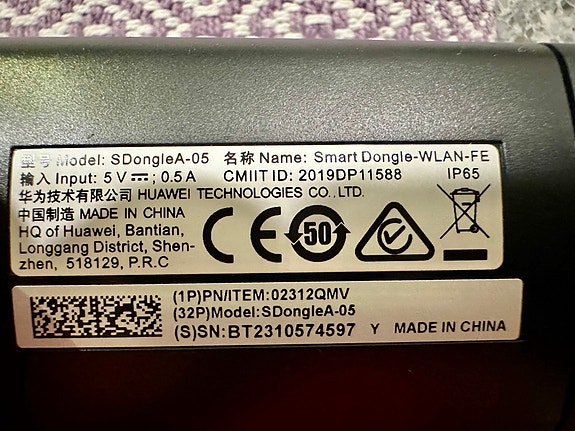 型号 Model: SDongleA-05 名称 Name: Smart Dongle-WLAN-FE
输入 Input: 5 V⎓; 0.5 A CMIIT ID: 2019DP11588 IP65
华为技术有限公司 HUAWEI TECHNOLOGIES CO., LTD.
中国制造 MADE IN CHINA
HQ of Huawei, Bantian,
Longgang District, Shen-
zhen, 518129, P.R.C
CE 50
(1P)PN/ITEM:02312QMV
(32P)Model:SDongleA-05
(S)SN:BT2310574597 Y MADE IN CHINA